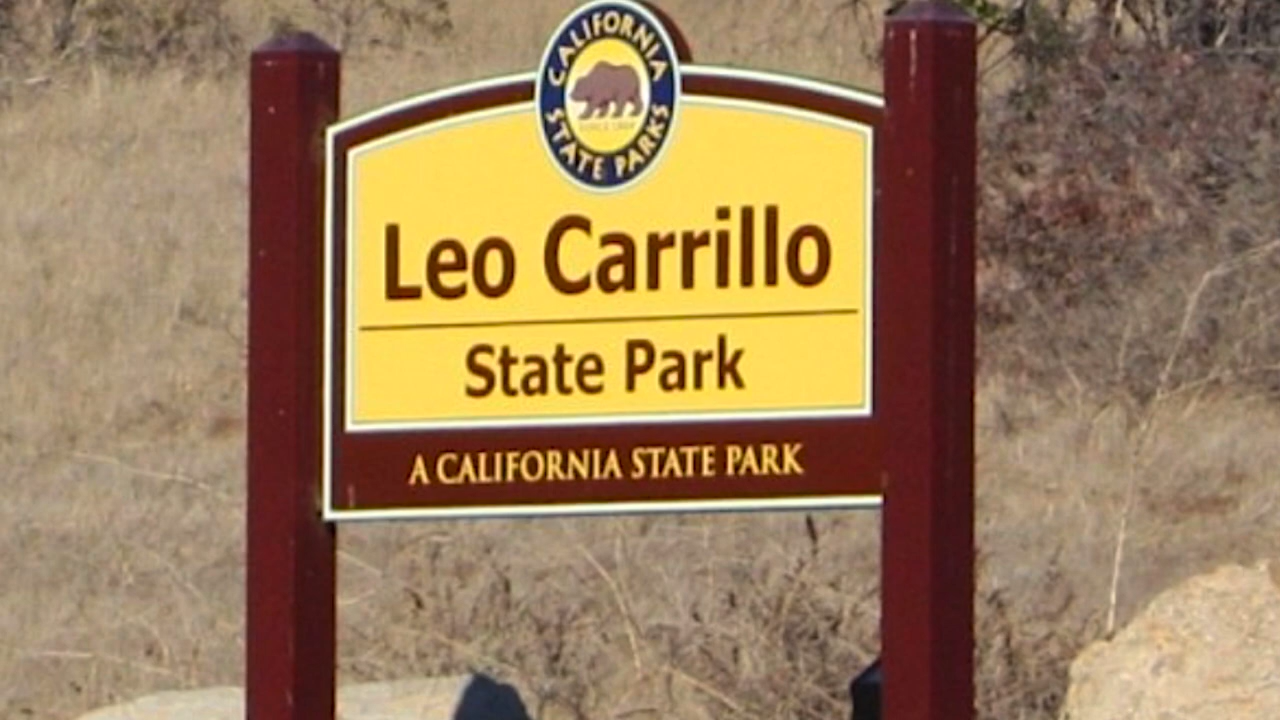 CALIFORNIA
STATE PARKS
Leo Carrillo
State Park
A CALIFORNIA STATE PARK